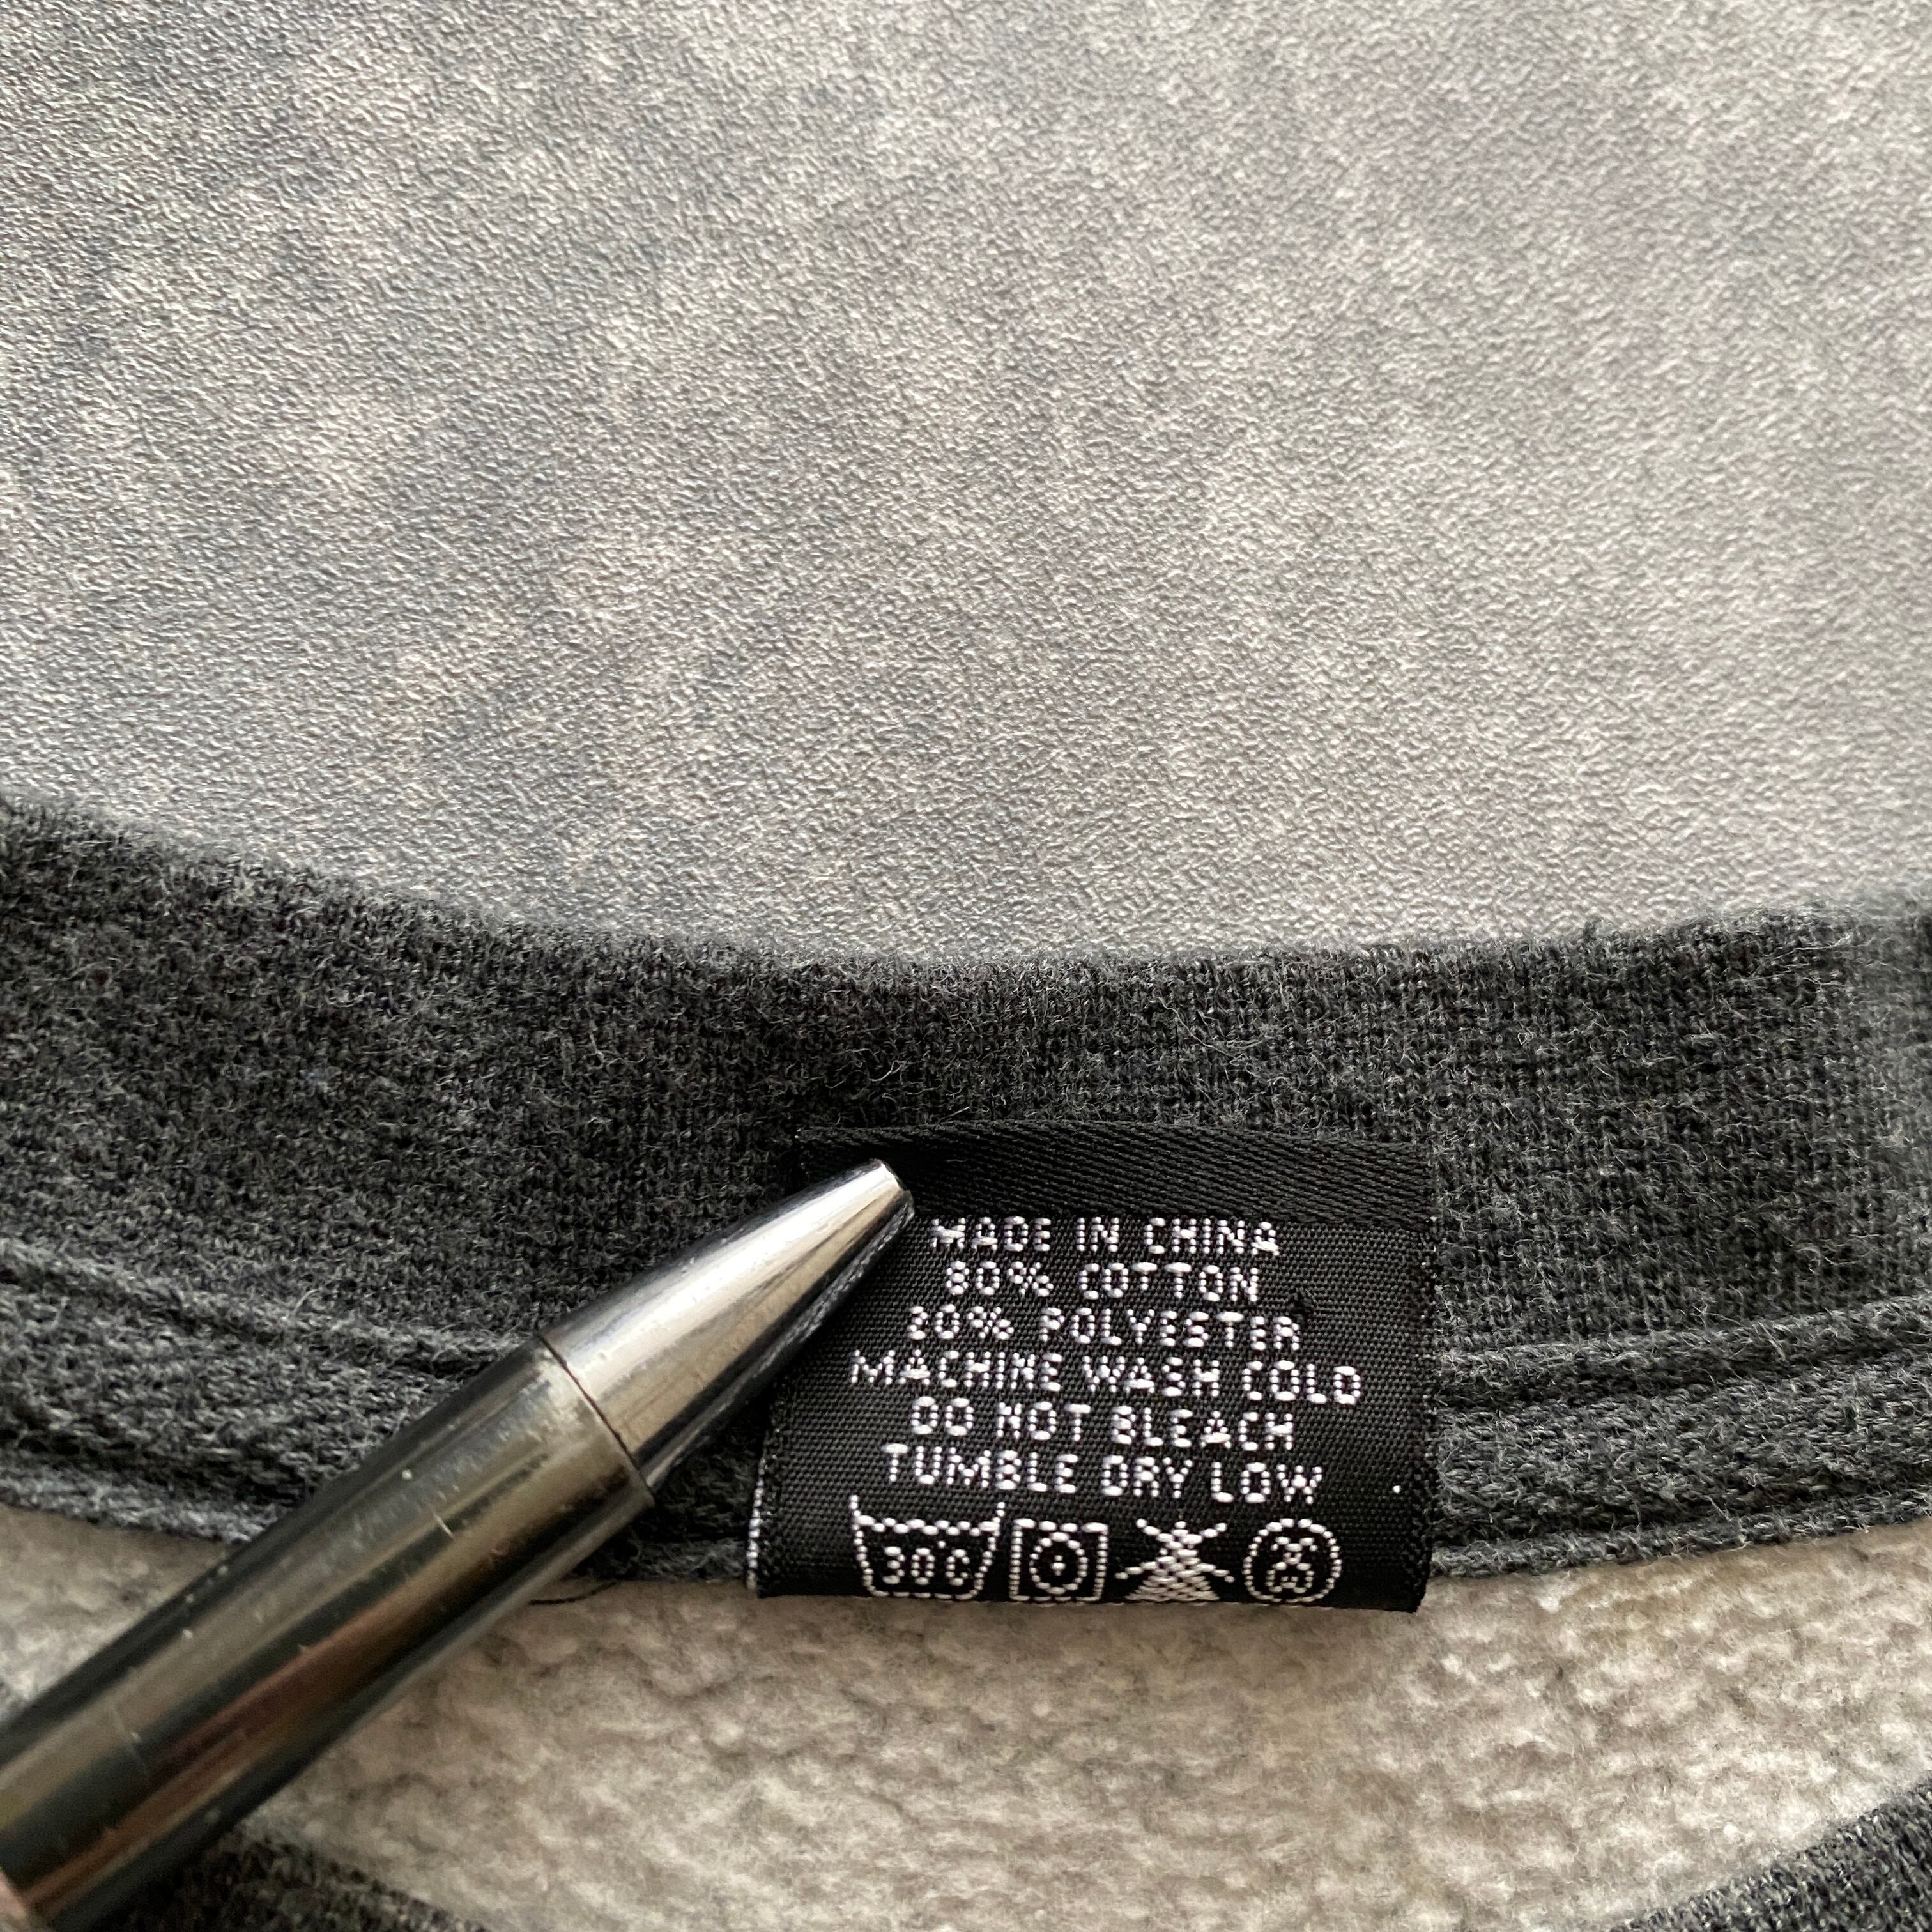 MADE IN CHINA
80% COTTON
20% POLYESTER
MACHINE WASH COLD
DO NOT BLEACH
TUMBLE DRY LOW
30°C